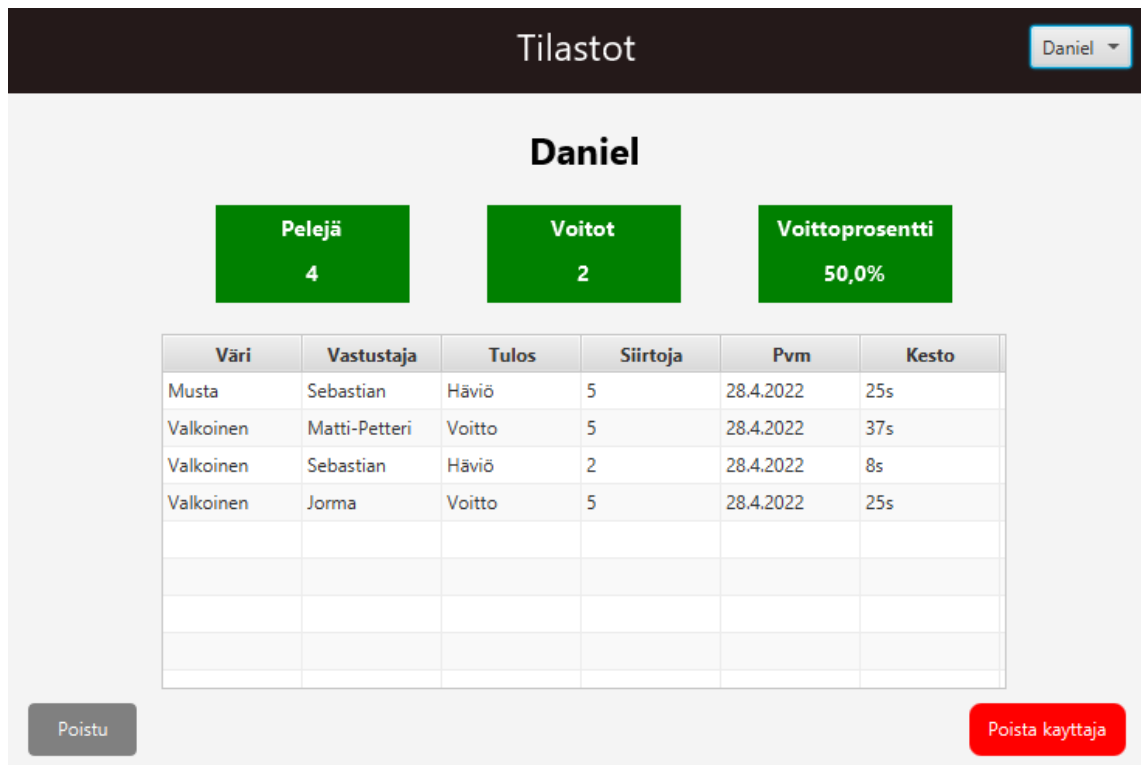 Tilastot
Daniel
Daniel
Pelejä Voitot Voittoprosentti
4 2 50,0%
Väri Vastustaja Tulos Siirtoja Pvm Kesto
Musta Sebastian Häviö 5 28.4.2022 25s
Valkoinen Matti-Petteri Voitto 5 28.4.2022 37s
Valkoinen Sebastian Häviö 2 28.4.2022 8s
Valkoinen Jorma Voitto 5 28.4.2022 25s
Poistu Poista kayttaja